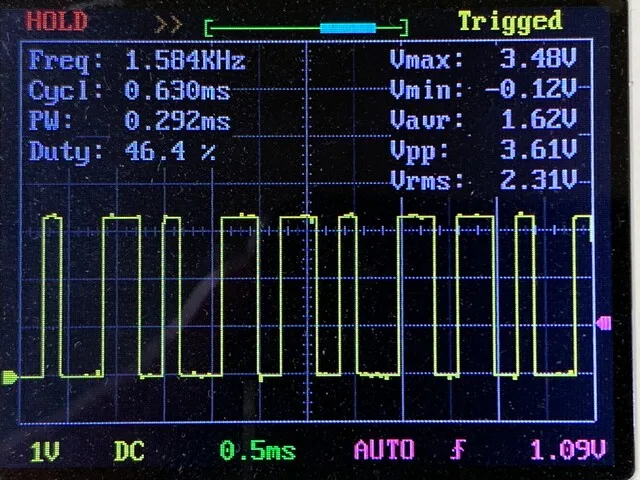 HOLD >> [ ] Trigged
Freq: 1.584KHz Vmax: 3.48V
Cycl: 0.630ms Vmin: -0.12V
PW: 0.292ms Vavr: 1.62V
Duty: 46.4 % Vpp: 3.61V
Vrms: 2.31V
1V DC 0.5ms AUTO 1.09V